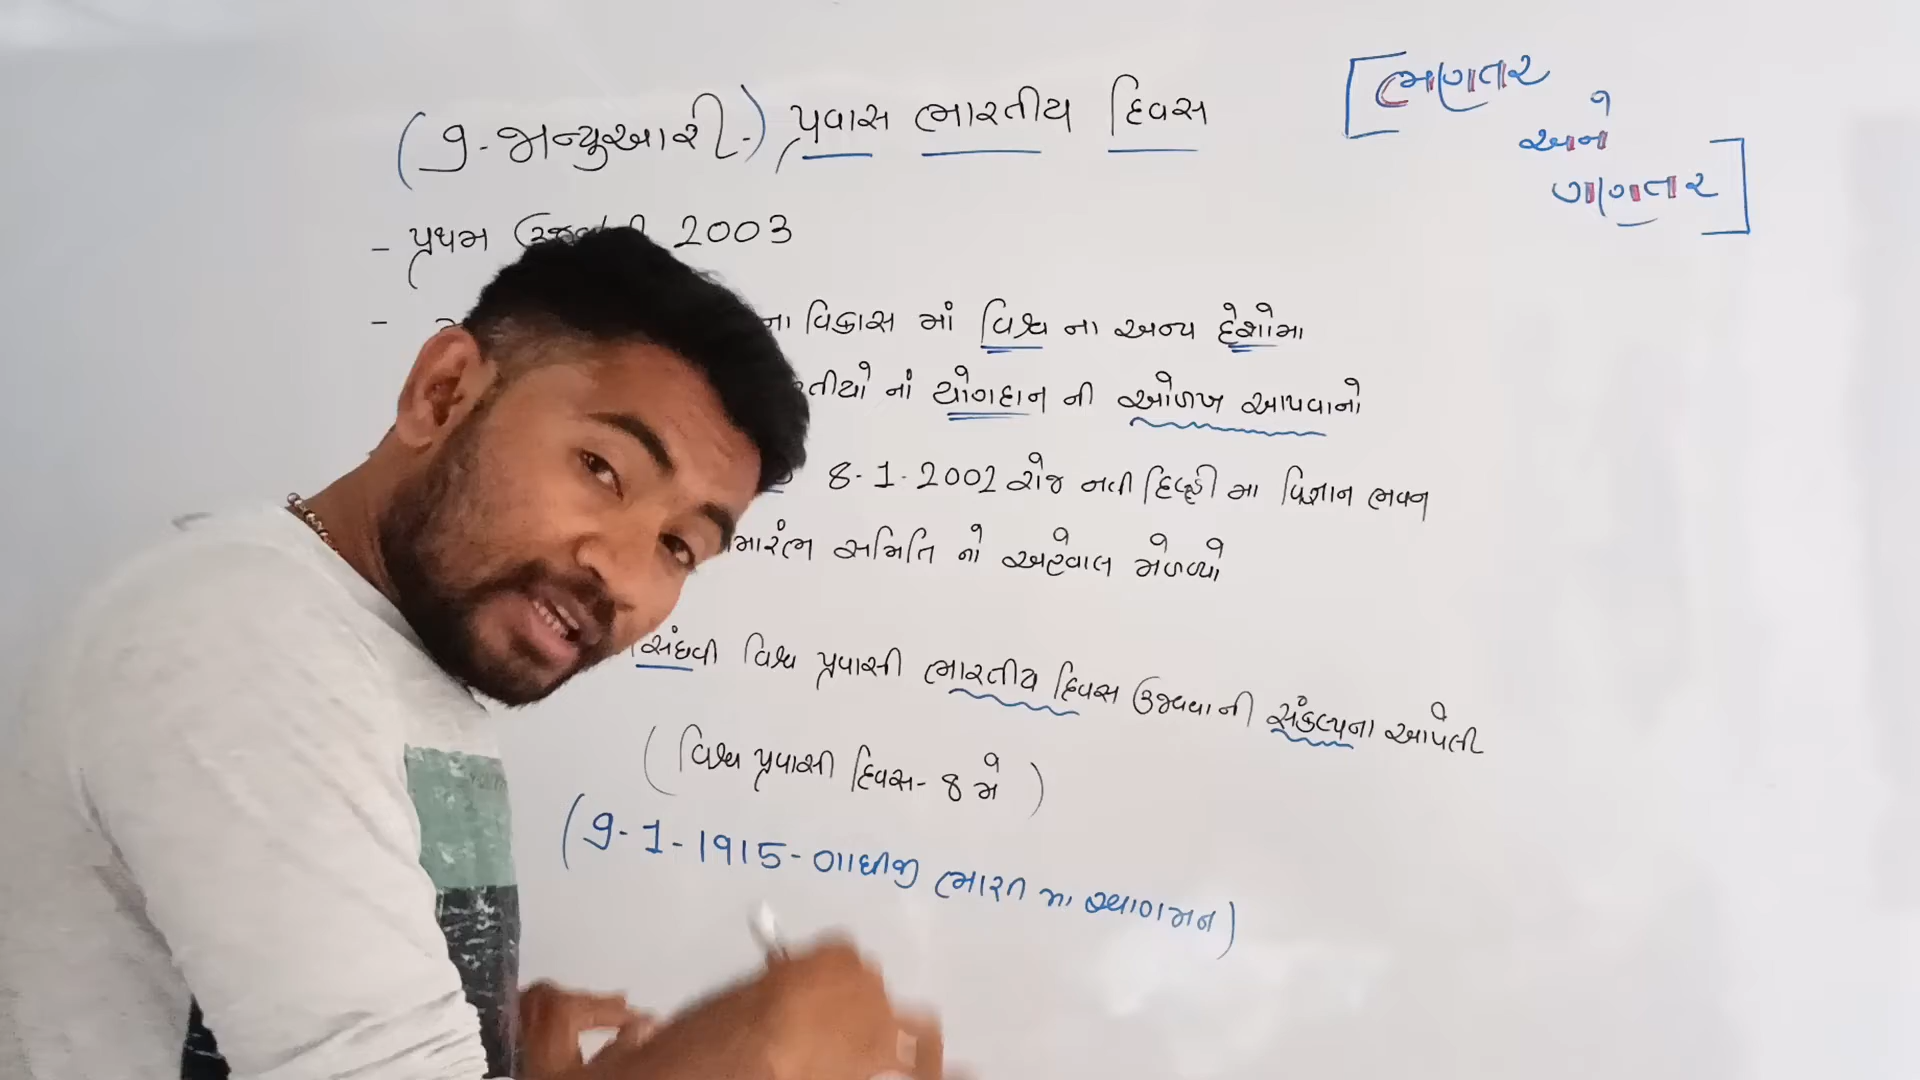 (9-જાન્યુઆરી-) પ્રવાસ ભારતીય દિવસ
[ ભણતર
અને
ગણતર ]
- પ્રથમ 2003
- ના વિકાસ માં વિશ્વ ના અન્ય દેશોમા
નાં યોગદાન ની ઓળખ આપવાનો
8-1-2002 રોજ નવી દિલ્હી મા વિજ્ઞાન ભવન
સમિતિ નો અહેવાલ મેળવ્યો
સંઘવી વિશ્વ પ્રવાસી ભારતીય દિવસ ઉજવવાની સંકલ્પના આપેલી
(વિશ્વ પ્રવાસી દિવસ- 8 મે)
(9-1-1915-ગાધીજી ભારત મા આગમન)